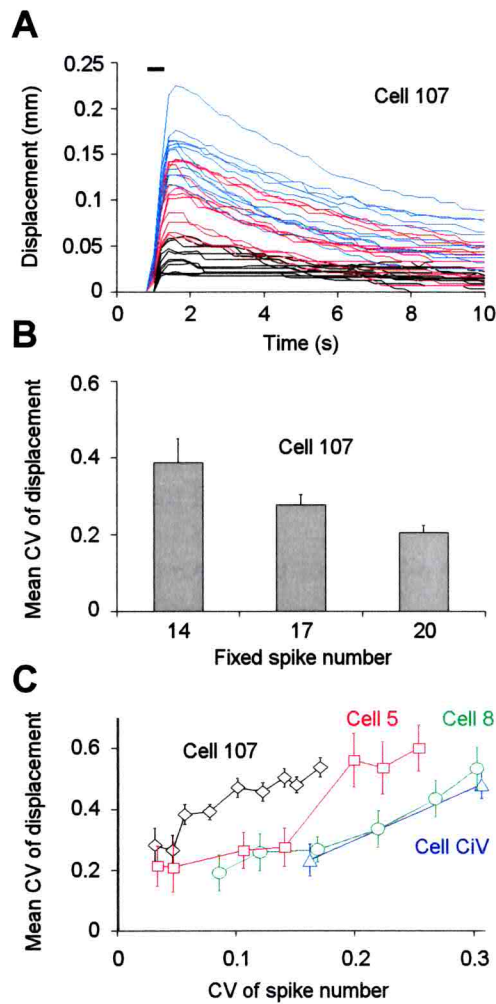 A
Displacement (mm)
0.25
0.2
0.15
0.1
0.05
0
Cell 107
0 2 4 6 8 10
Time (s)
B
Mean CV of displacement
0.6
0.4
0.2
0
Cell 107
14 17 20
Fixed spike number
C
Mean CV of displacement
0.6
0.4
0.2
0
Cell 5
Cell 8
Cell 107
Cell CiV
0 0.1 0.2 0.3
CV of spike number